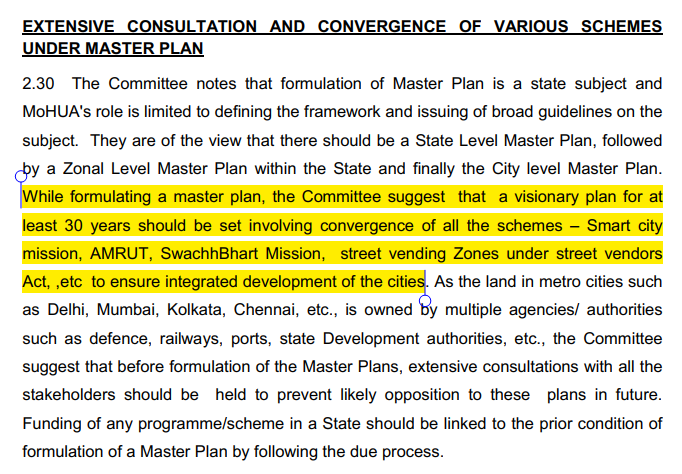 EXTENSIVE CONSULTATION AND CONVERGENCE OF VARIOUS SCHEMES
UNDER MASTER PLAN
2.30 The Committee notes that formulation of Master Plan is a state subject and
MoHUA's role is limited to defining the framework and issuing of broad guidelines on the
subject. They are of the view that there should be a State Level Master Plan, followed
by a Zonal Level Master Plan within the State and finally the City level Master Plan.
While formulating a master plan, the Committee suggest that a visionary plan for at
least 30 years should be set involving convergence of all the schemes – Smart city
mission, AMRUT, SwachhBhart Mission, street vending Zones under street vendors
Act, ,etc to ensure integrated development of the cities. As the land in metro cities such
as Delhi, Mumbai, Kolkata, Chennai, etc., is owned by multiple agencies/ authorities
such as defence, railways, ports, state Development authorities, etc., the Committee
suggest that before formulation of the Master Plans, extensive consultations with all the
stakeholders should be held to prevent likely opposition to these plans in future.
Funding of any programme/scheme in a State should be linked to the prior condition of
formulation of a Master Plan by following the due process.